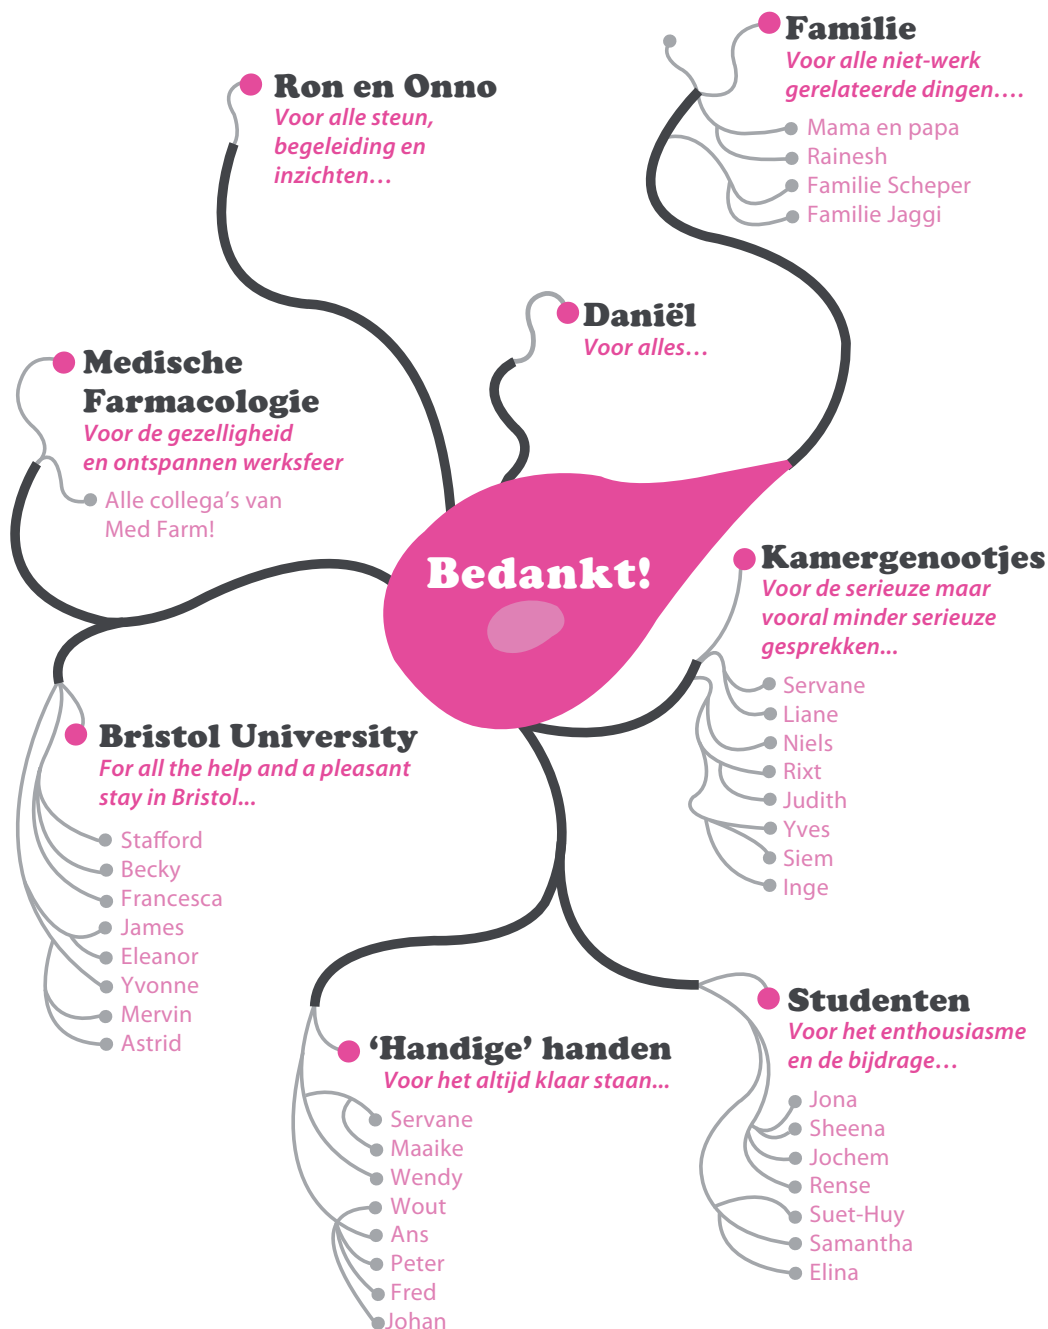 Familie
Voor alle niet-werk
gerelateerde dingen....
Mama en papa
Rainesh
Familie Scheper
Familie Jaggi
Ron en Onno
Voor alle steun,
begeleiding en
inzichten...
Daniël
Voor alles...
Medische
Farmacologie
Voor de gezelligheid
en ontspannen werksfeer
Alle collega's van
Med Farm!
Bedankt!
Kamergenootjes
Voor de serieuze maar
vooral minder serieuze
gesprekken...
Servane
Liane
Niels
Rixt
Judith
Yves
Siem
Inge
Bristol University
For all the help and a pleasant
stay in Bristol...
Stafford
Becky
Francesca
James
Eleanor
Yvonne
Mervin
Astrid
'Handige' handen
Voor het altijd klaar staan...
Servane
Maaike
Wendy
Wout
Ans
Peter
Fred
Johan
Studenten
Voor het enthousiasme
en de bijdrage...
Jona
Sheena
Jochem
Rense
Suet-Huy
Samantha
Elina